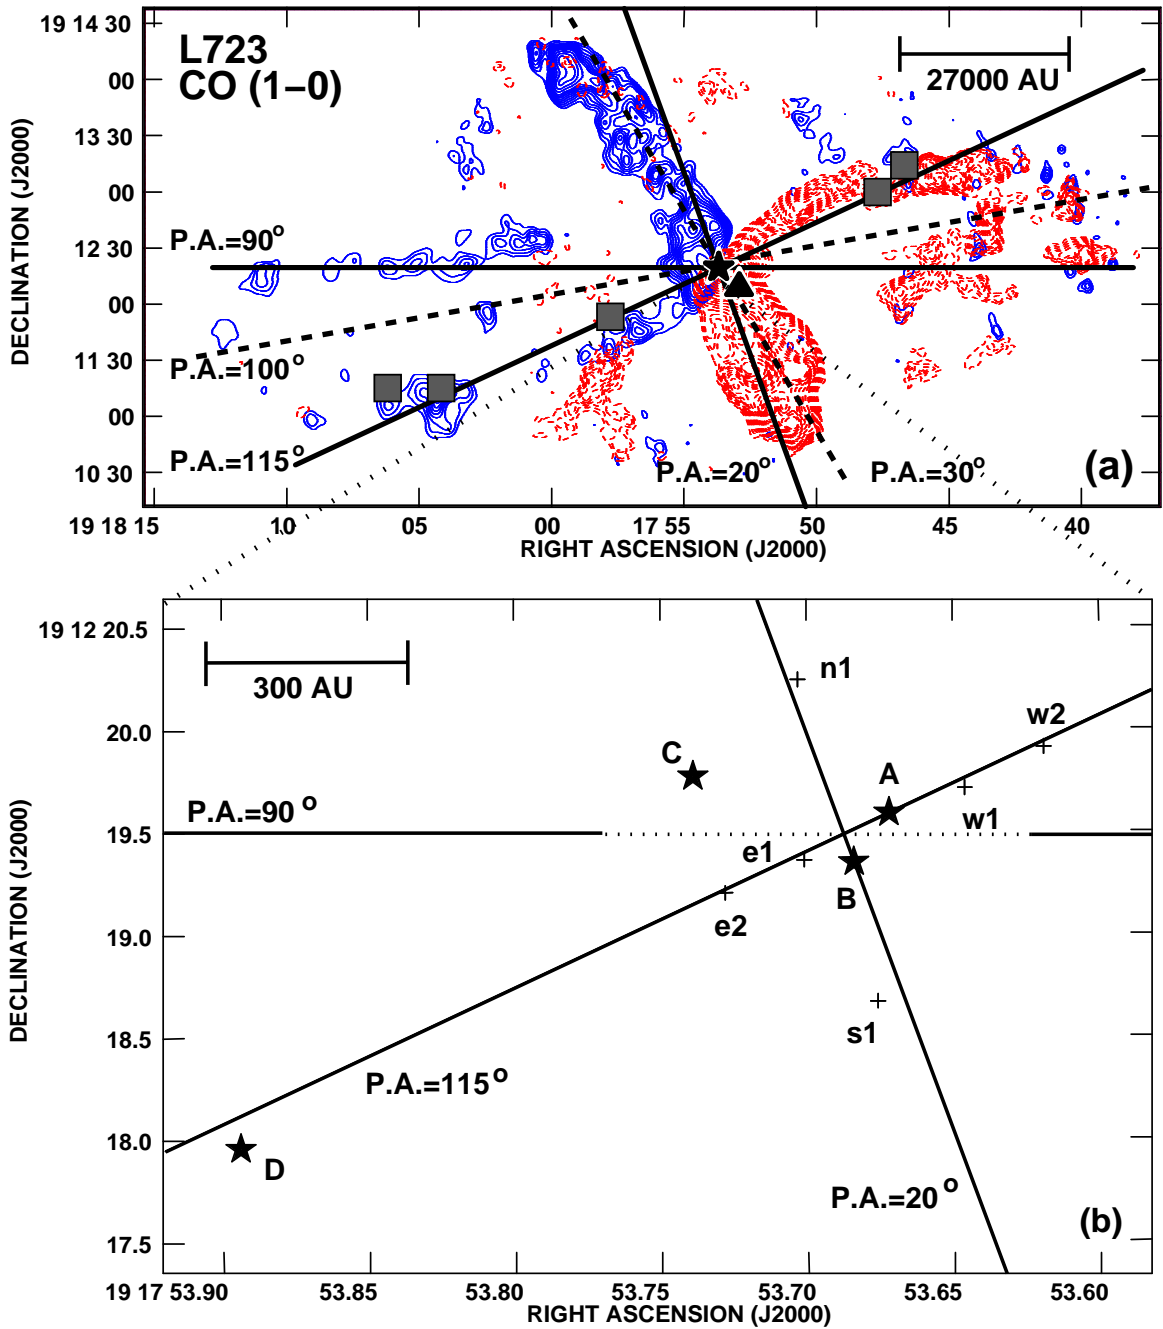 19 14 30
L723
CO (1–0)
27000 AU
00
13 30
00
P.A.=90°
12 30
00
11 30
P.A.=100°
00
P.A.=115°
10 30
P.A.=20°
P.A.=30°
(a)
DECLINATION (J2000)
19 18 15
10
05
00
17 55
50
45
40
RIGHT ASCENSION (J2000)
19 12 20.5
300 AU
n1
w2
20.0
C
A
P.A.=90 °
w1
19.5
e1
B
e2
19.0
s1
18.5
P.A.=115°
18.0
D
P.A.=20 °
(b)
17.5
DECLINATION (J2000)
19 17 53.90
53.85
53.80
53.75
53.70
53.65
53.60
RIGHT ASCENSION (J2000)